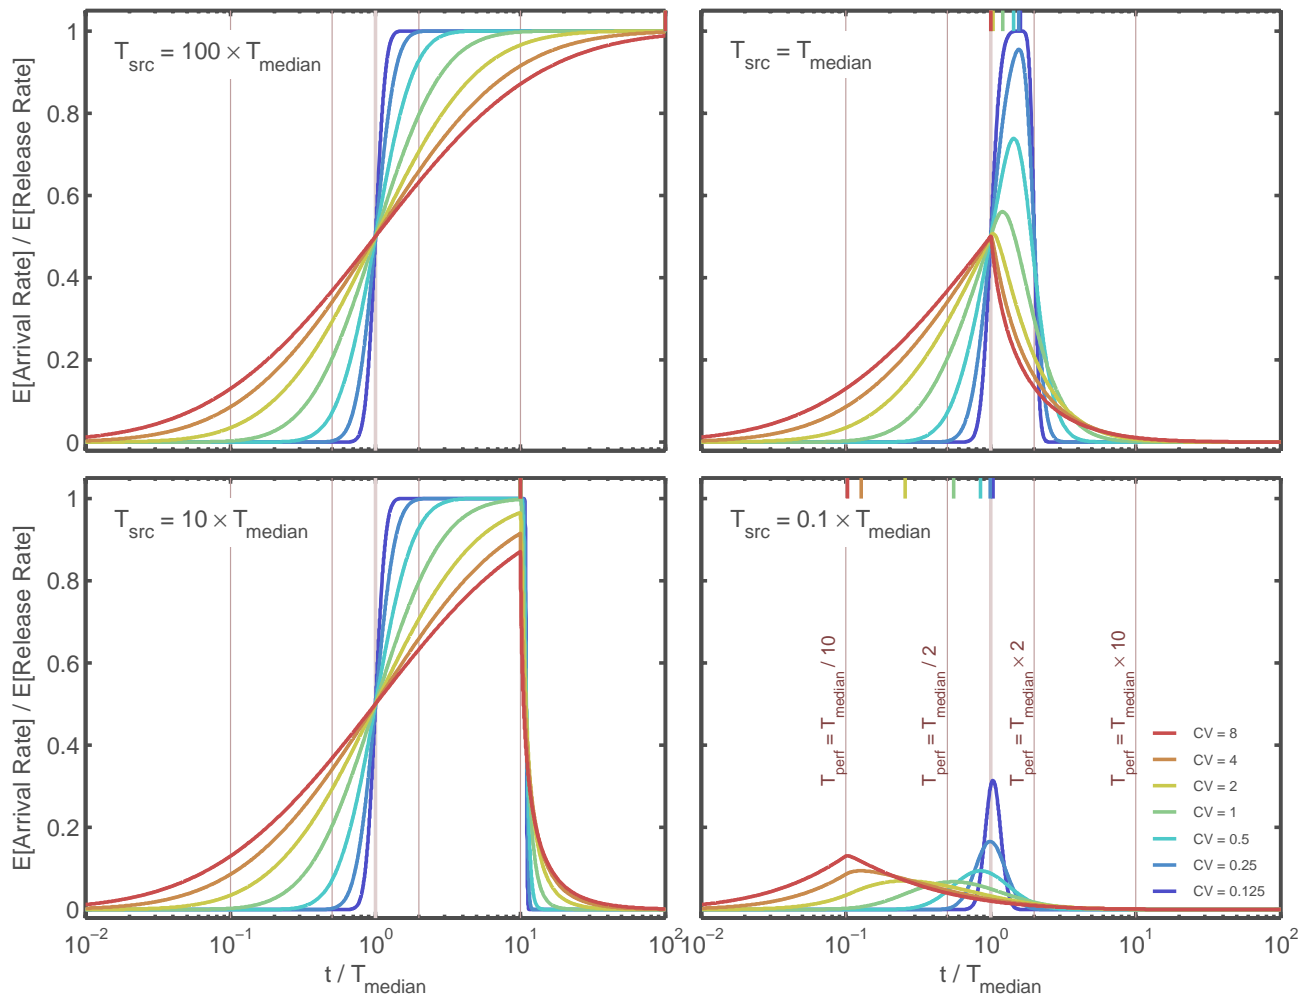 T_src = 100 × T_median
T_src = T_median
E[Arrival Rate] / E[Release Rate]
1
0.8
0.6
0.4
0.2
0
T_src = 10 × T_median
T_src = 0.1 × T_median
E[Arrival Rate] / E[Release Rate]
1
0.8
0.6
0.4
0.2
0
T_perf = T_median / 10
T_perf = T_median / 2
T_perf = T_median × 2
T_perf = T_median × 10
CV = 8
CV = 4
CV = 2
CV = 1
CV = 0.5
CV = 0.25
CV = 0.125
10^−2 10^−1 10^0 10^1 10^2
10^−2 10^−1 10^0 10^1 10^2
t / T_median
t / T_median